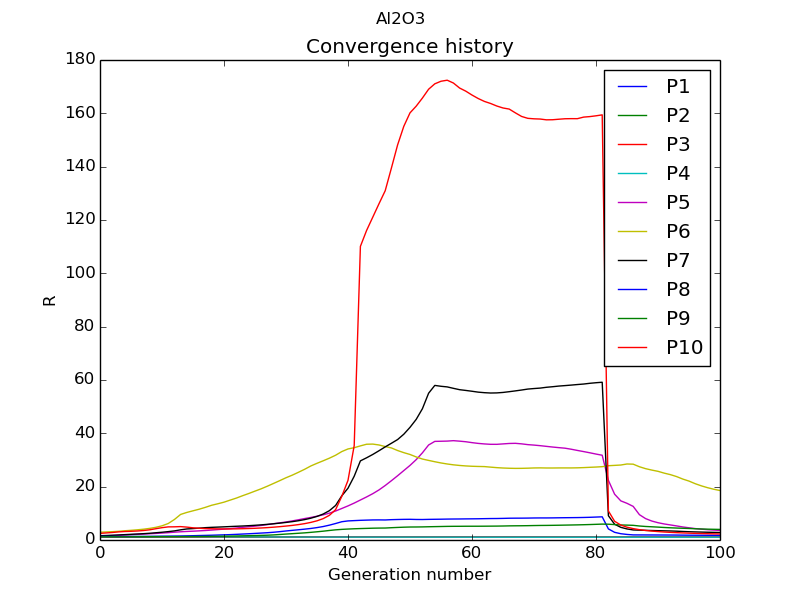 Al2O3
Convergence history
180
160
140
120
100
80
60
40
20
0
R
0 20 40 60 80 100
Generation number
P1
P2
P3
P4
P5
P6
P7
P8
P9
P10